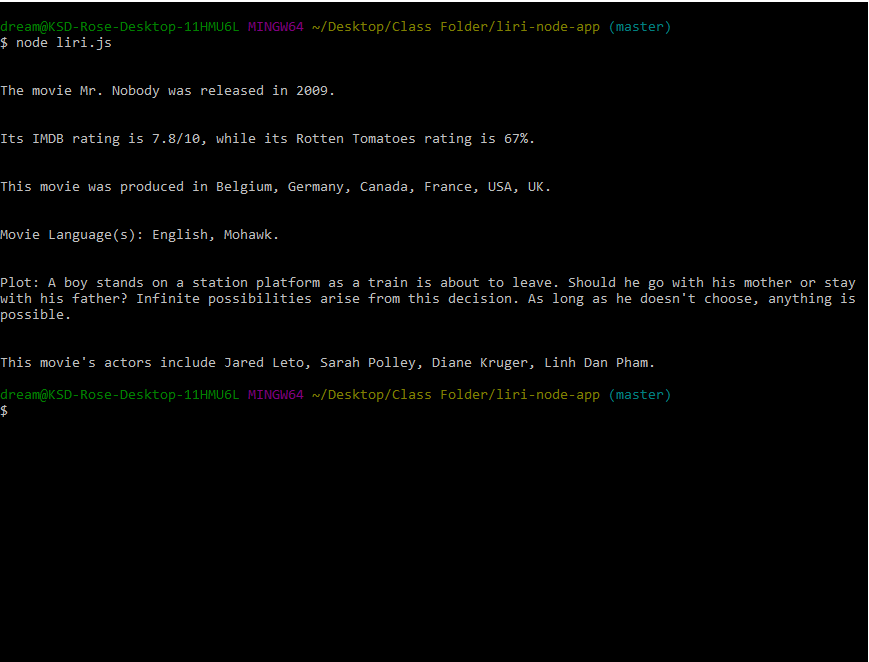 dream@KSD-Rose-Desktop-11HMU6L MINGW64 ~/Desktop/Class Folder/liri-node-app (master)
$ node liri.js
The movie Mr. Nobody was released in 2009.
Its IMDB rating is 7.8/10, while its Rotten Tomatoes rating is 67%.
This movie was produced in Belgium, Germany, Canada, France, USA, UK.
Movie Language(s): English, Mohawk.
Plot: A boy stands on a station platform as a train is about to leave. Should he go with his mother or stay
with his father? Infinite possibilities arise from this decision. As long as he doesn't choose, anything is
possible.
This movie's actors include Jared Leto, Sarah Polley, Diane Kruger, Linh Dan Pham.
dream@KSD-Rose-Desktop-11HMU6L MINGW64 ~/Desktop/Class Folder/liri-node-app (master)
$